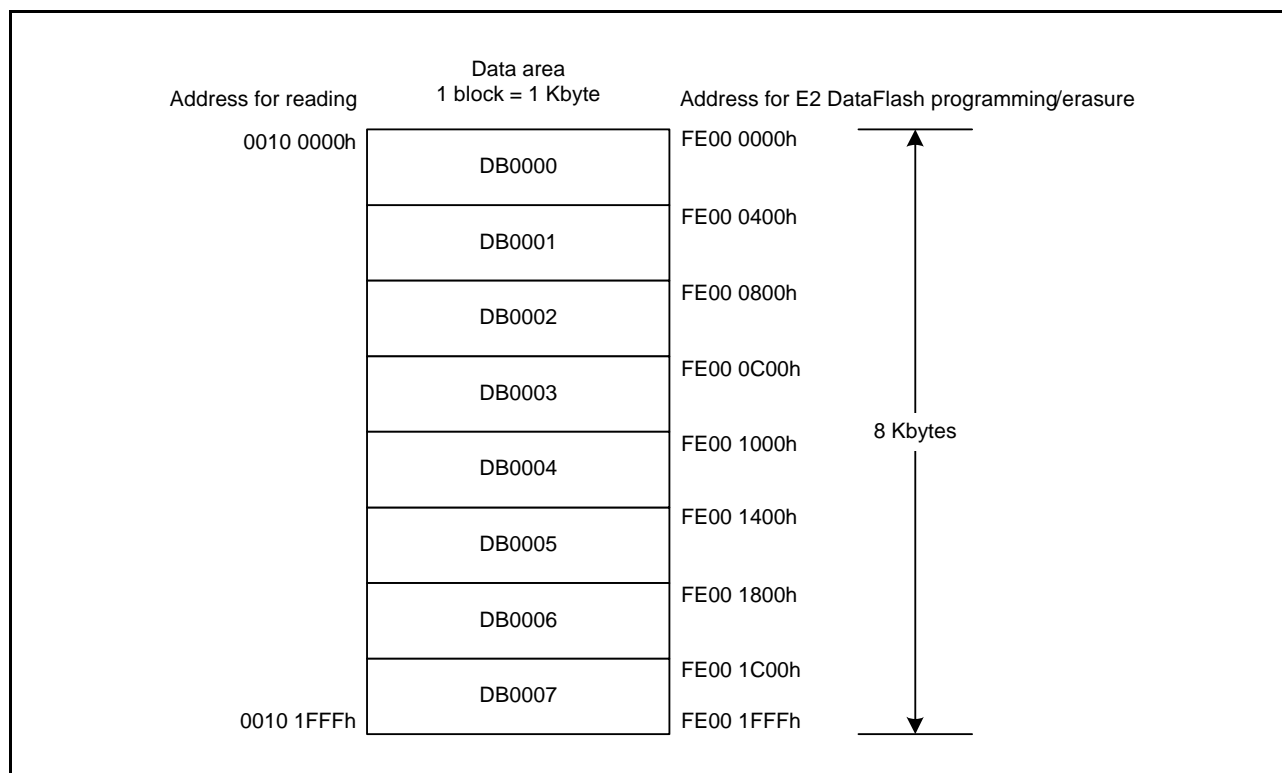 Data area
1 block = 1 Kbyte
Address for reading
Address for E2 DataFlash programming/erasure
0010 0000h
FE00 0000h
DB0000
FE00 0400h
DB0001
FE00 0800h
DB0002
FE00 0C00h
DB0003
8 Kbytes
FE00 1000h
DB0004
FE00 1400h
DB0005
FE00 1800h
DB0006
FE00 1C00h
DB0007
0010 1FFFh
FE00 1FFFh